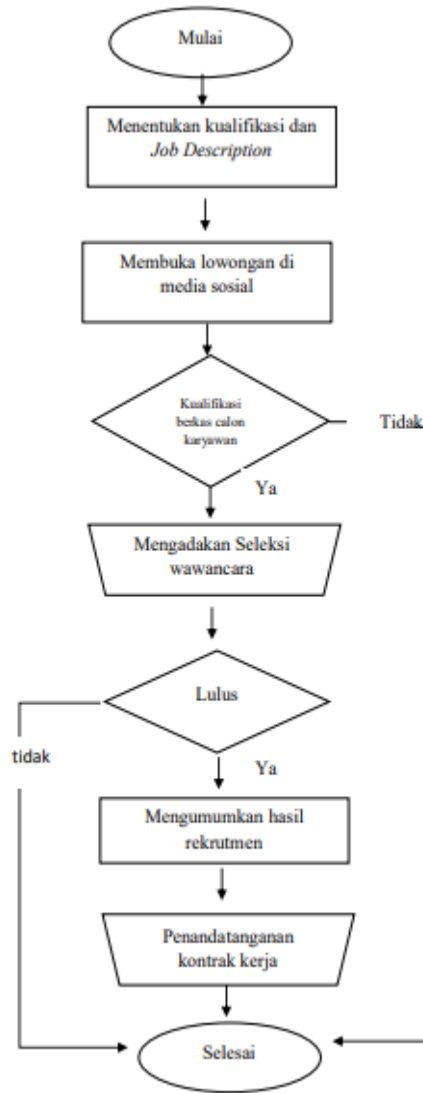 Mulai
Menentukan kualifikasi dan
Job Description
Membuka lowongan di
media sosial
Kualifikasi
berkas calon
karyawan
Tidak
Ya
Mengadakan Seleksi
wawancara
Lulus
tidak
Ya
Mengumumkan hasil
rekrutmen
Penandatanganan
kontrak kerja
Selesai